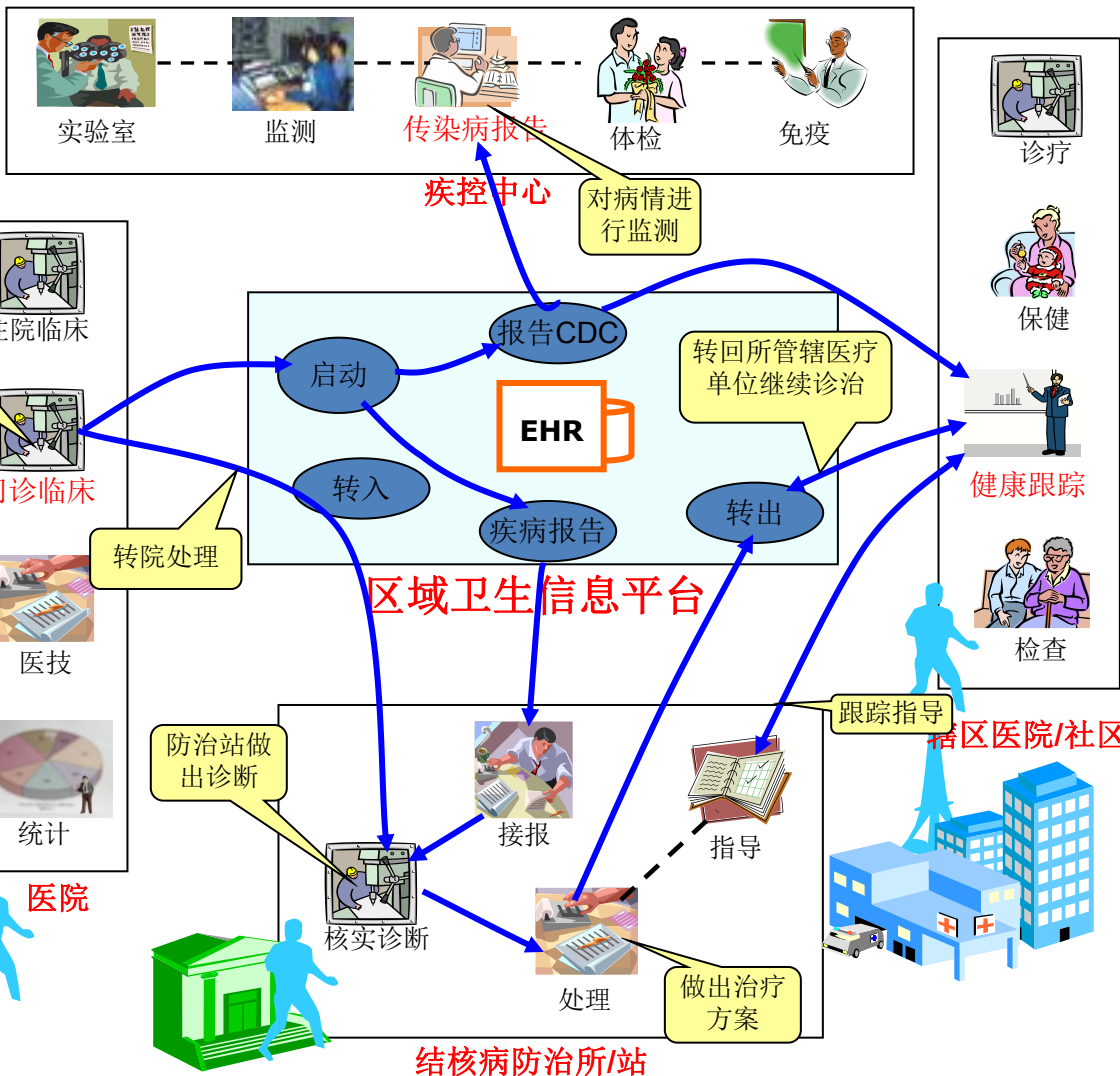 实验室
监测
传染病报告
体检
免疫
疾控中心
对病情进
行监测
诊疗
保健
健康跟踪
检查
辖区医院/社区
住院临床
门诊临床
医技
统计
医院
转院处理
启动
报告CDC
EHR
转入
疾病报告
转出
转回所管辖医疗
单位继续诊治
区域卫生信息平台
跟踪指导
防治站做
出诊断
接报
指导
核实诊断
处理
做出治疗
方案
结核病防治所/站